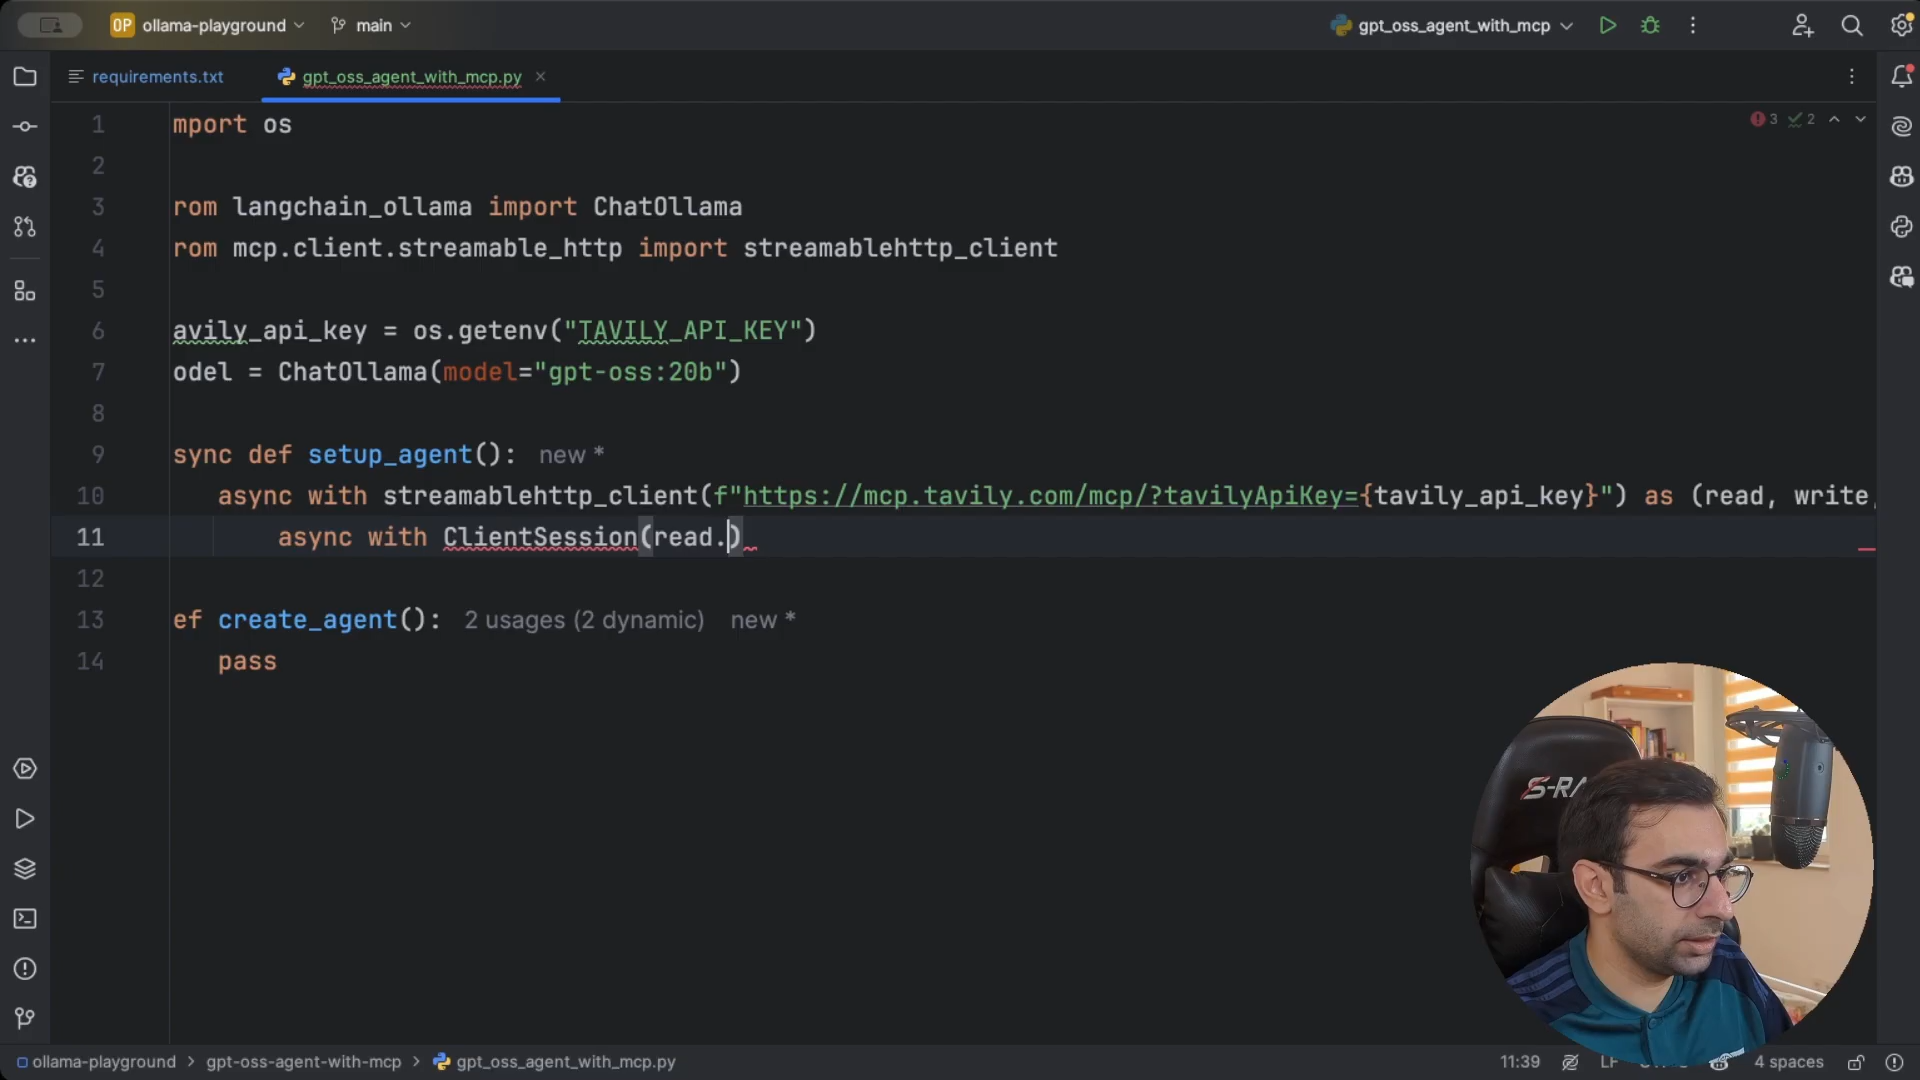 OP ollama-playground main gpt_oss_agent_with_mcp
requirements.txt gpt_oss_agent_with_mcp.py
3 2
1 mport os
2
3 rom langchain_ollama import ChatOllama
4 rom mcp.client.streamable_http import streamablehttp_client
5
6 avily_api_key = os.getenv("TAVILY_API_KEY")
7 odel = ChatOllama(model="gpt-oss:20b")
8
9 sync def setup_agent(): new *
10 async with streamablehttp_client(f"https://mcp.tavily.com/mcp/?tavilyApiKey={tavily_api_key}") as (read, write,
11 async with ClientSession(read.)
12
13 ef create_agent(): 2 usages (2 dynamic) new *
14 pass
S-RA
ollama-playground > gpt-oss-agent-with-mcp > gpt_oss_agent_with_mcp.py 11:39 LF 4 spaces